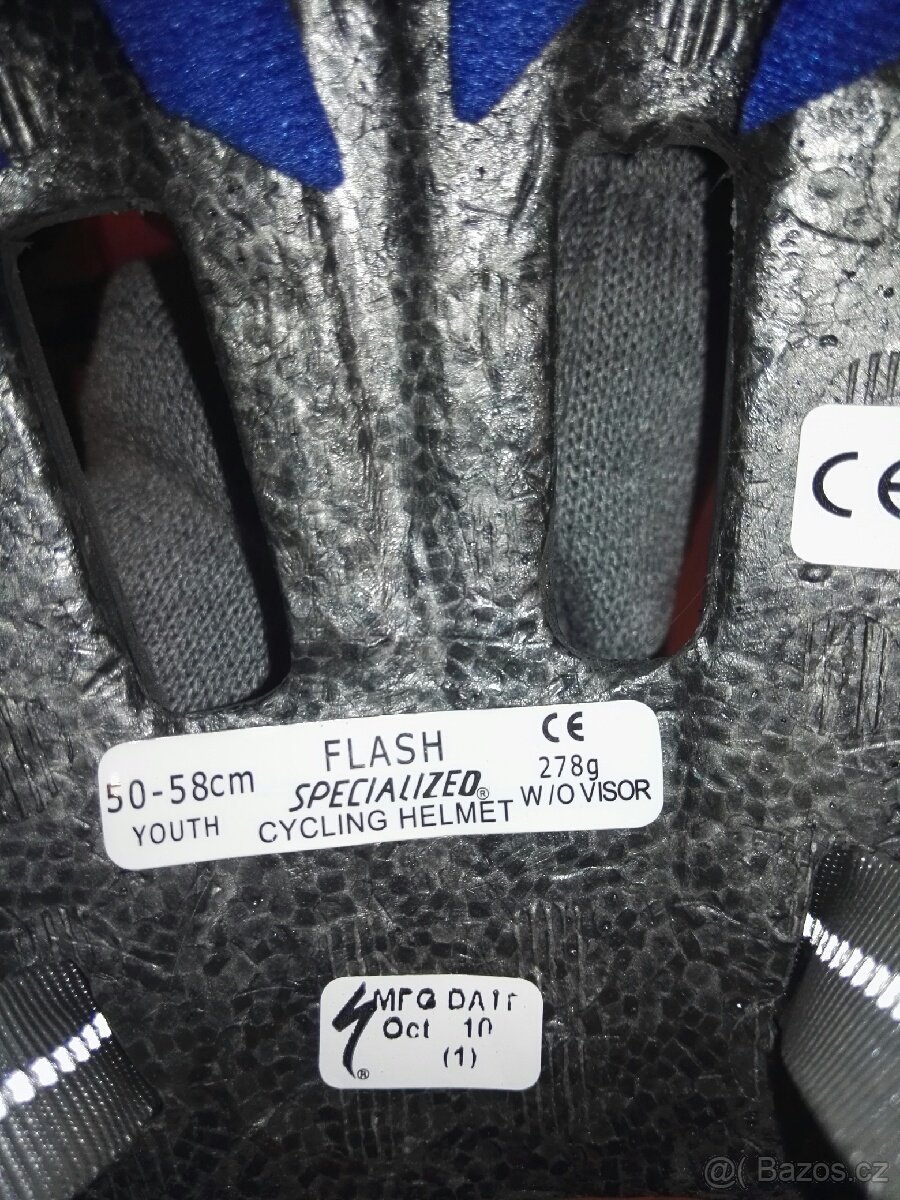 CE
50-58cm
YOUTH
FLASH
SPECIALIZED®
CYCLING HELMET
CE
278g
W/O VISOR
MFG DATE
Oct 10
(1)
®
@( Bazos.cz